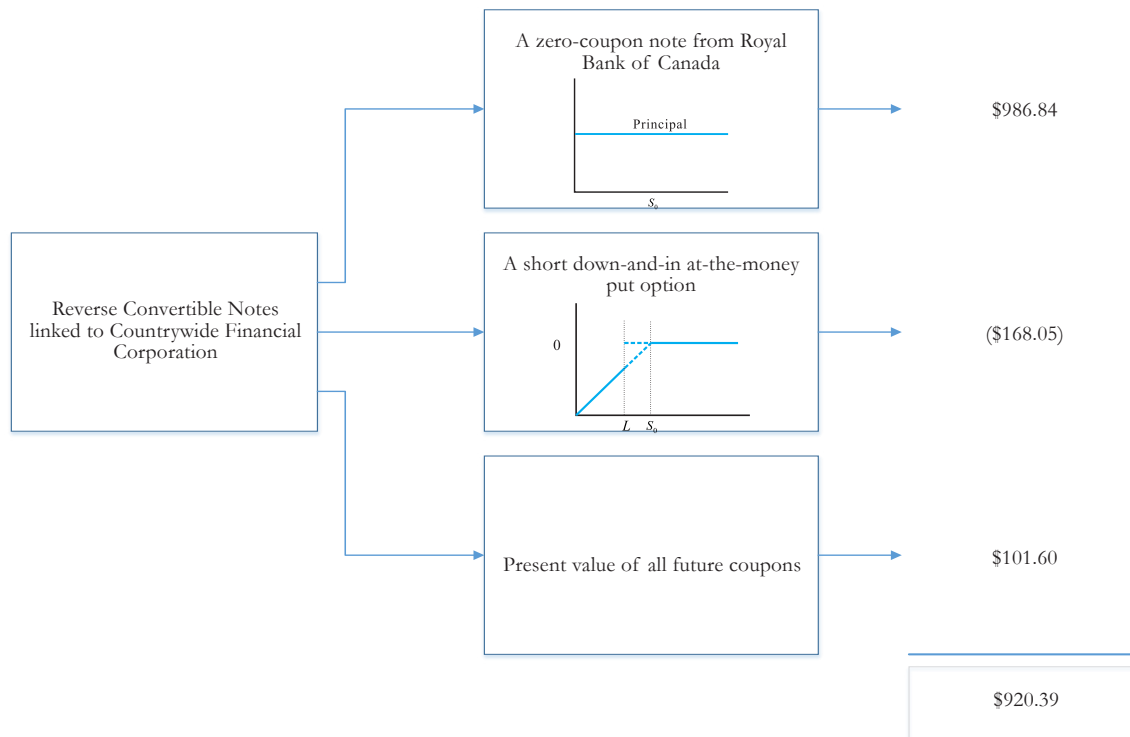 A zero-coupon note from Royal
Bank of Canada
Principal
S₀
$986.84
Reverse Convertible Notes
linked to Countrywide Financial
Corporation
A short down-and-in at-the-money
put option
0
L S₀
($168.05)
Present value of all future coupons
$101.60
$920.39